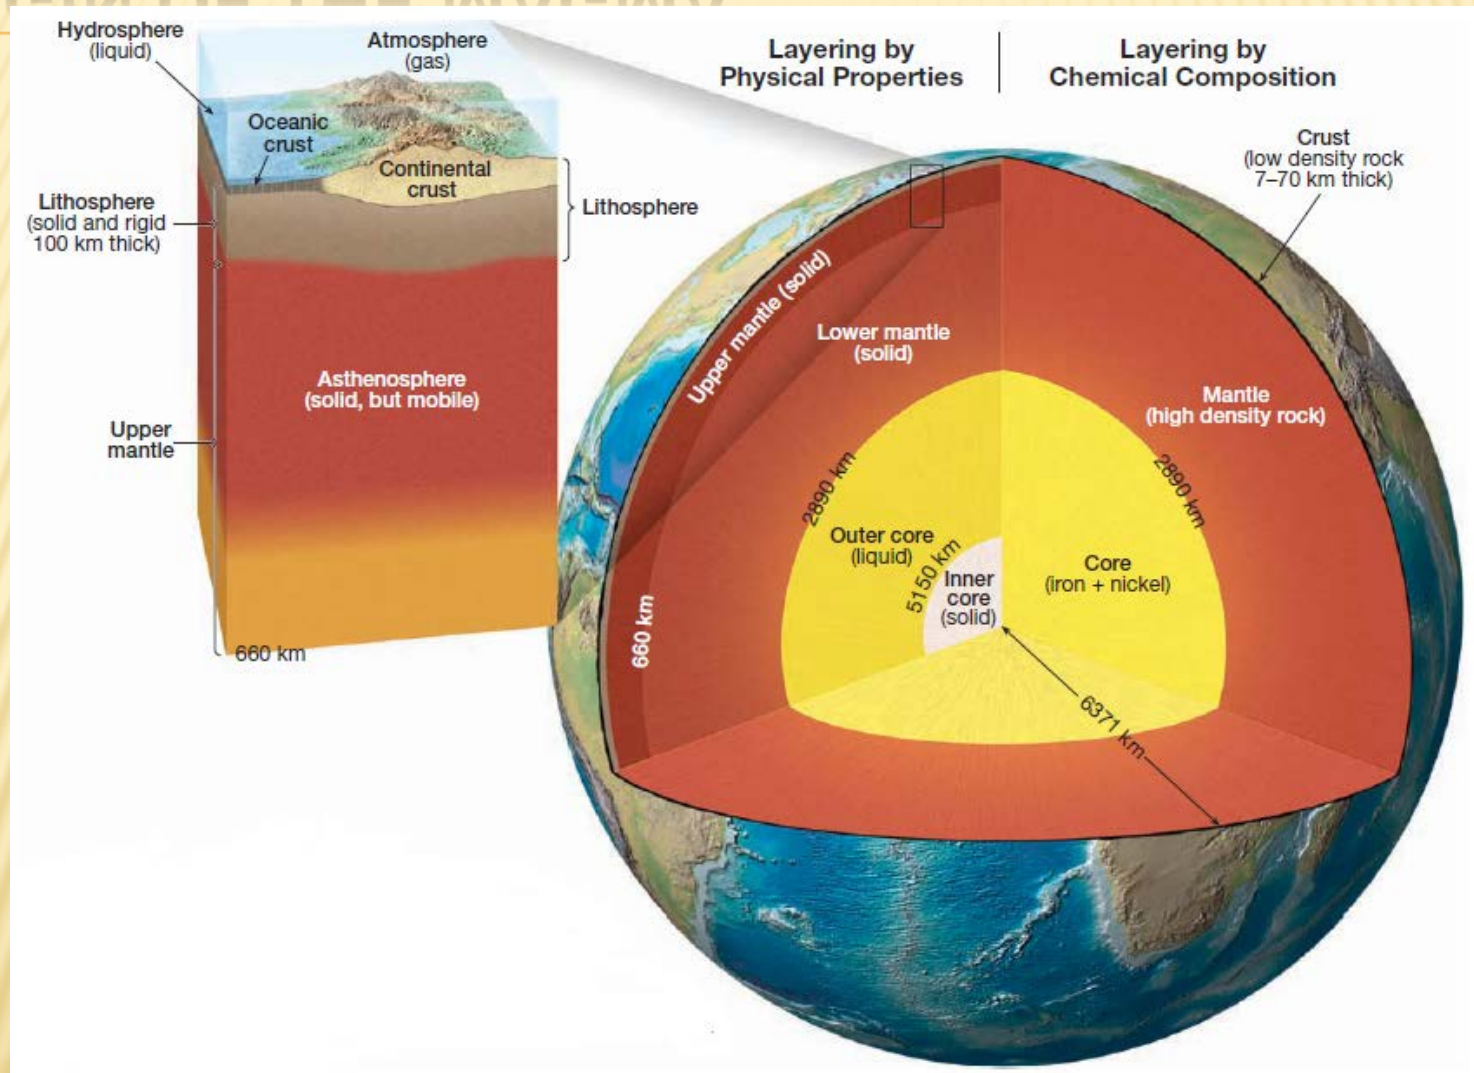 Hydrosphere
(liquid)
Atmosphere
(gas)
Oceanic
crust
Continental
crust
Lithosphere
(solid and rigid
100 km thick)
Lithosphere
Asthenosphere
(solid, but mobile)
Upper
mantle
660 km
Layering by
Physical Properties
Layering by
Chemical Composition
Crust
(low density rock
7–70 km thick)
Upper mantle (solid)
Lower mantle
(solid)
Mantle
(high density rock)
2890 km
2890 km
Outer core
(liquid)
5150 km
Inner
core
(solid)
Core
(iron + nickel)
660 km
6371 km